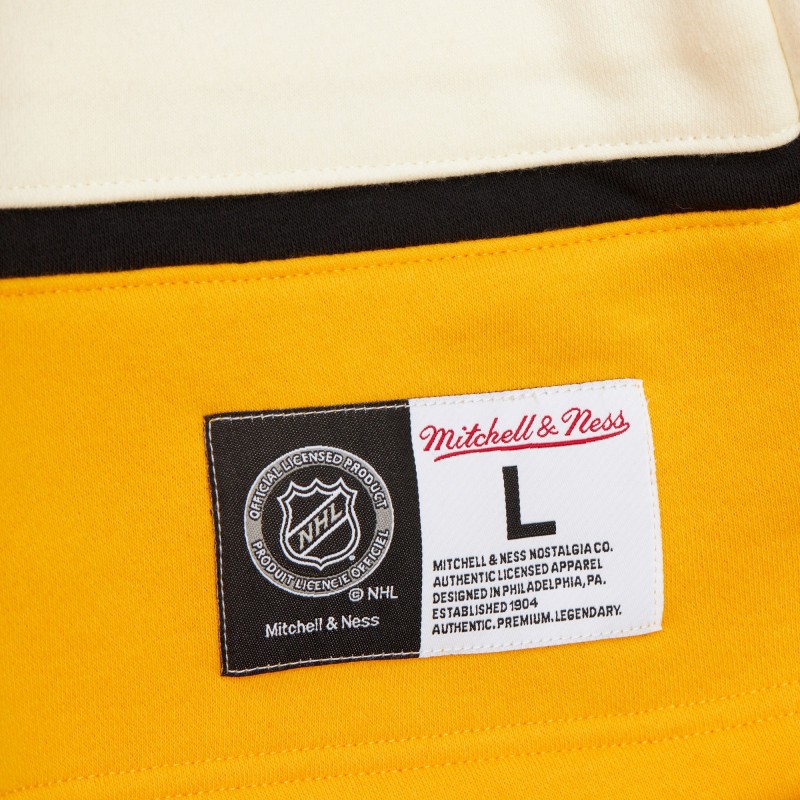 OFFICIAL LICENSED PRODUCT
NHL
PRODUIT LICENCIÉ OFFICIEL
© NHL
Mitchell & Ness
Mitchell & Ness
L
MITCHELL & NESS NOSTALGIA CO.
AUTHENTIC LICENSED APPAREL
DESIGNED IN PHILADELPHIA, PA.
ESTABLISHED 1904
AUTHENTIC. PREMIUM. LEGENDARY.